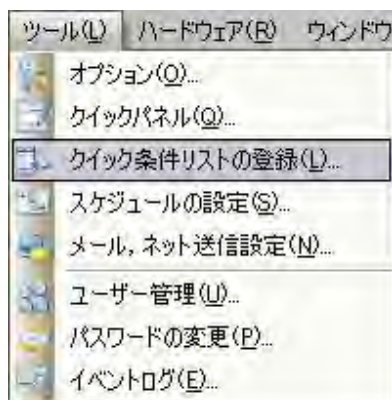 ツール(L) ハードウェア(R) ウィンドウ
オプション(O)...
クイックパネル(Q)...
クイック条件リストの登録(L)...
スケジュールの設定(S)...
メール, ネット送信設定(N)...
ユーザー管理(U)...
パスワードの変更(P)...
イベントログ(E)...